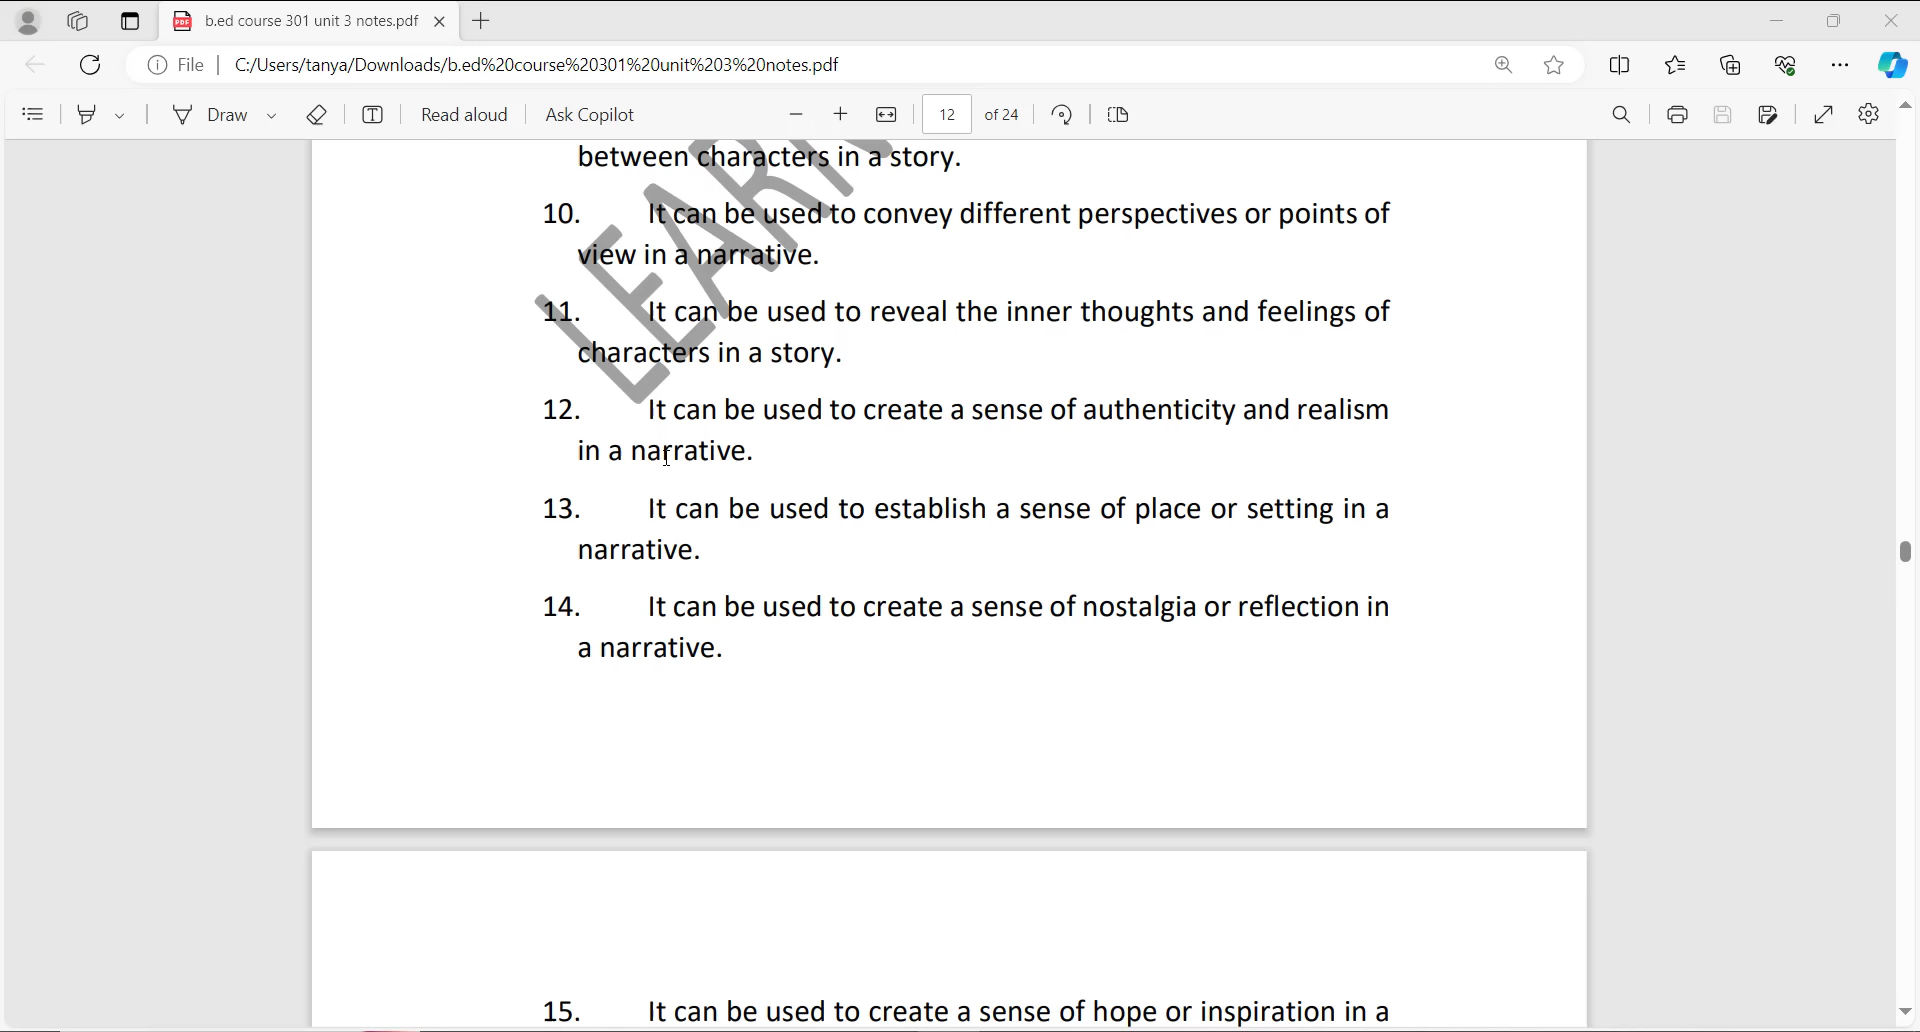 b.ed course 301 unit 3 notes.pdf
File C:/Users/tanya/Downloads/b.ed%20course%20301%20unit%203%20notes.pdf
Draw Read aloud Ask Copilot 12 of 24
between characters in a story.
10. It can be used to convey different perspectives or points of
view in a narrative.
11. It can be used to reveal the inner thoughts and feelings of
characters in a story.
12. It can be used to create a sense of authenticity and realism
in a narrative.
13. It can be used to establish a sense of place or setting in a
narrative.
14. It can be used to create a sense of nostalgia or reflection in
a narrative.
15. It can be used to create a sense of hope or inspiration in a
LEAR